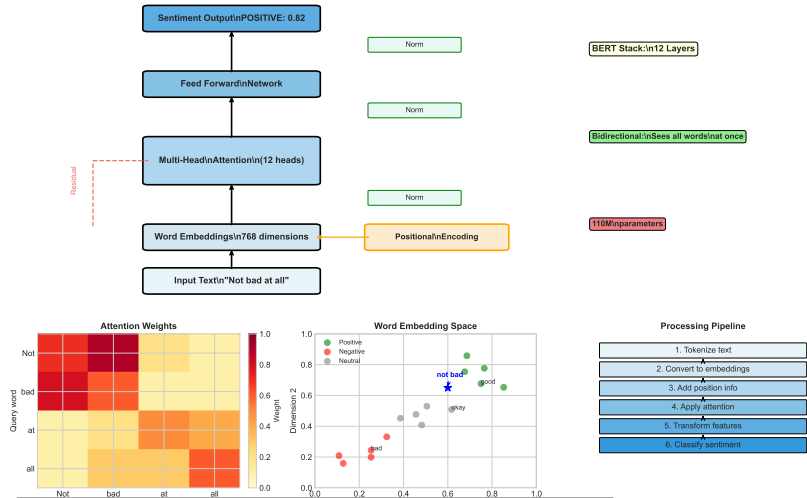 Sentiment Output\nPOSITIVE: 0.82
Norm
BERT Stack:\n12 Layers
Feed Forward\nNetwork
Norm
Bidirectional:\nSees all words\nat once
Multi-Head\nAttention\n(12 heads)
Residual
Norm
110M\nparameters
Word Embeddings\n768 dimensions
Positional\nEncoding
Input Text\n"Not bad at all"
Attention Weights
Query word
Not
bad
at
all
Not bad at all
1.0
0.8
0.6
0.4
0.2
0.0
Weight
Word Embedding Space
Dimension 2
1.0
0.8
0.6
0.4
0.2
0.0
Positive
Negative
Neutral
not bad
good
okay
bad
0.0 0.2 0.4 0.6 0.8 1.0
Processing Pipeline
1. Tokenize text
2. Convert to embeddings
3. Add position info
4. Apply attention
5. Transform features
6. Classify sentiment